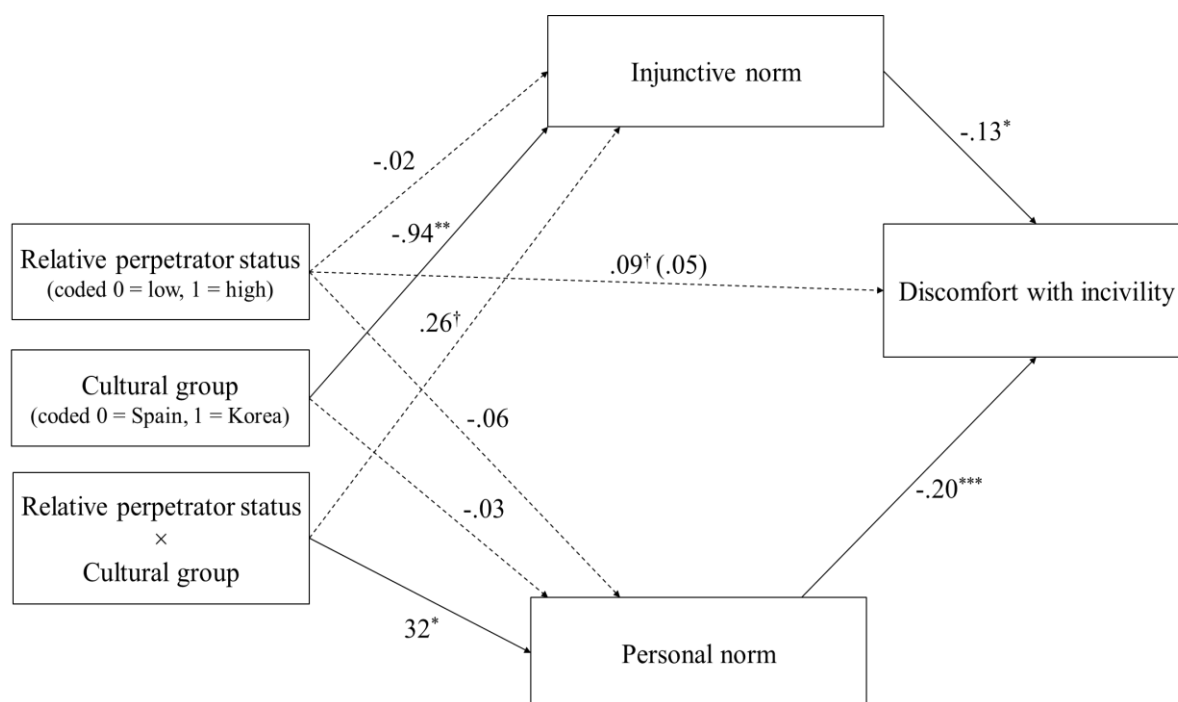 Injunctive norm
-.02
-.13*
-.94**
Relative perpetrator status
(coded 0 = low, 1 = high)
.09† (.05)
Discomfort with incivility
.26†
Cultural group
(coded 0 = Spain, 1 = Korea)
-.06
-.03
-.20***
Relative perpetrator status
×
Cultural group
32*
Personal norm